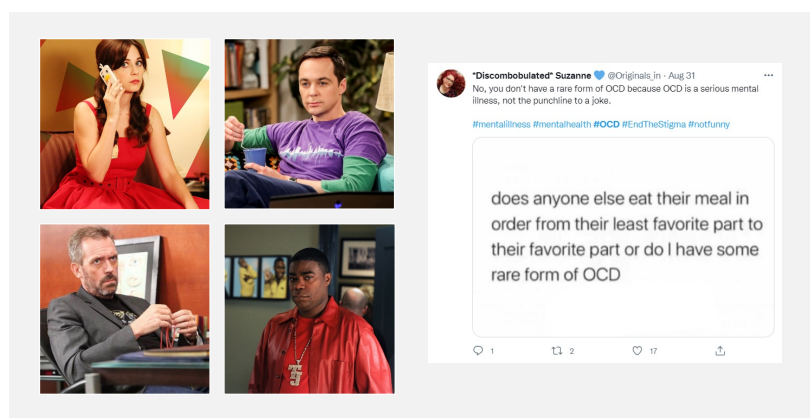 *Discombobulated* Suzanne 💙 @Originals_in · Aug 31 ...
No, you don't have a rare form of OCD because OCD is a serious mental
illness, not the punchline to a joke.
#mentalillness #mentalhealth #OCD #EndTheStigma #notfunny
does anyone else eat their meal in
order from their least favorite part to
their favorite part or do I have some
rare form of OCD
1 2 17
TJ